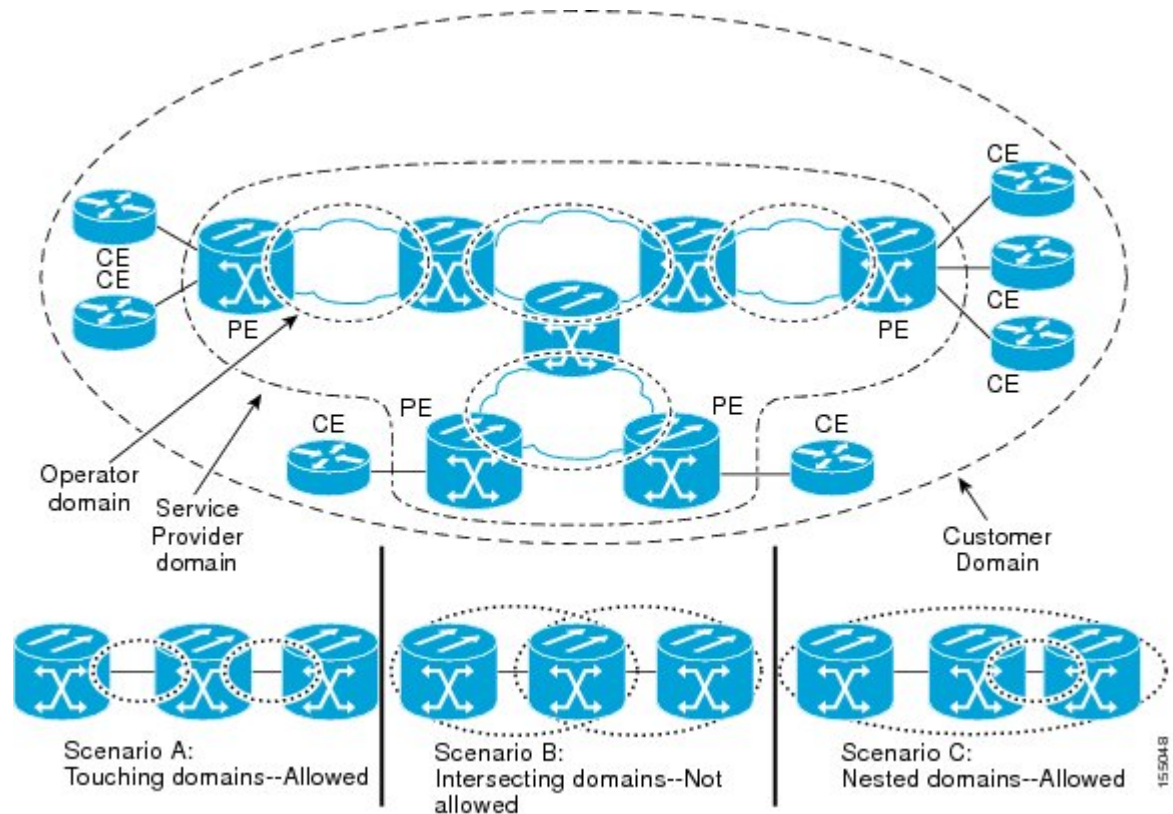 CE
CE
CE
PE
PE
CE
CE
PE
PE
CE
CE
Operator
domain
Service
Provider
domain
Customer
Domain
Scenario A:
Touching domains--Allowed
Scenario B:
Intersecting domains--Not
allowed
Scenario C:
Nested domains--Allowed
155048